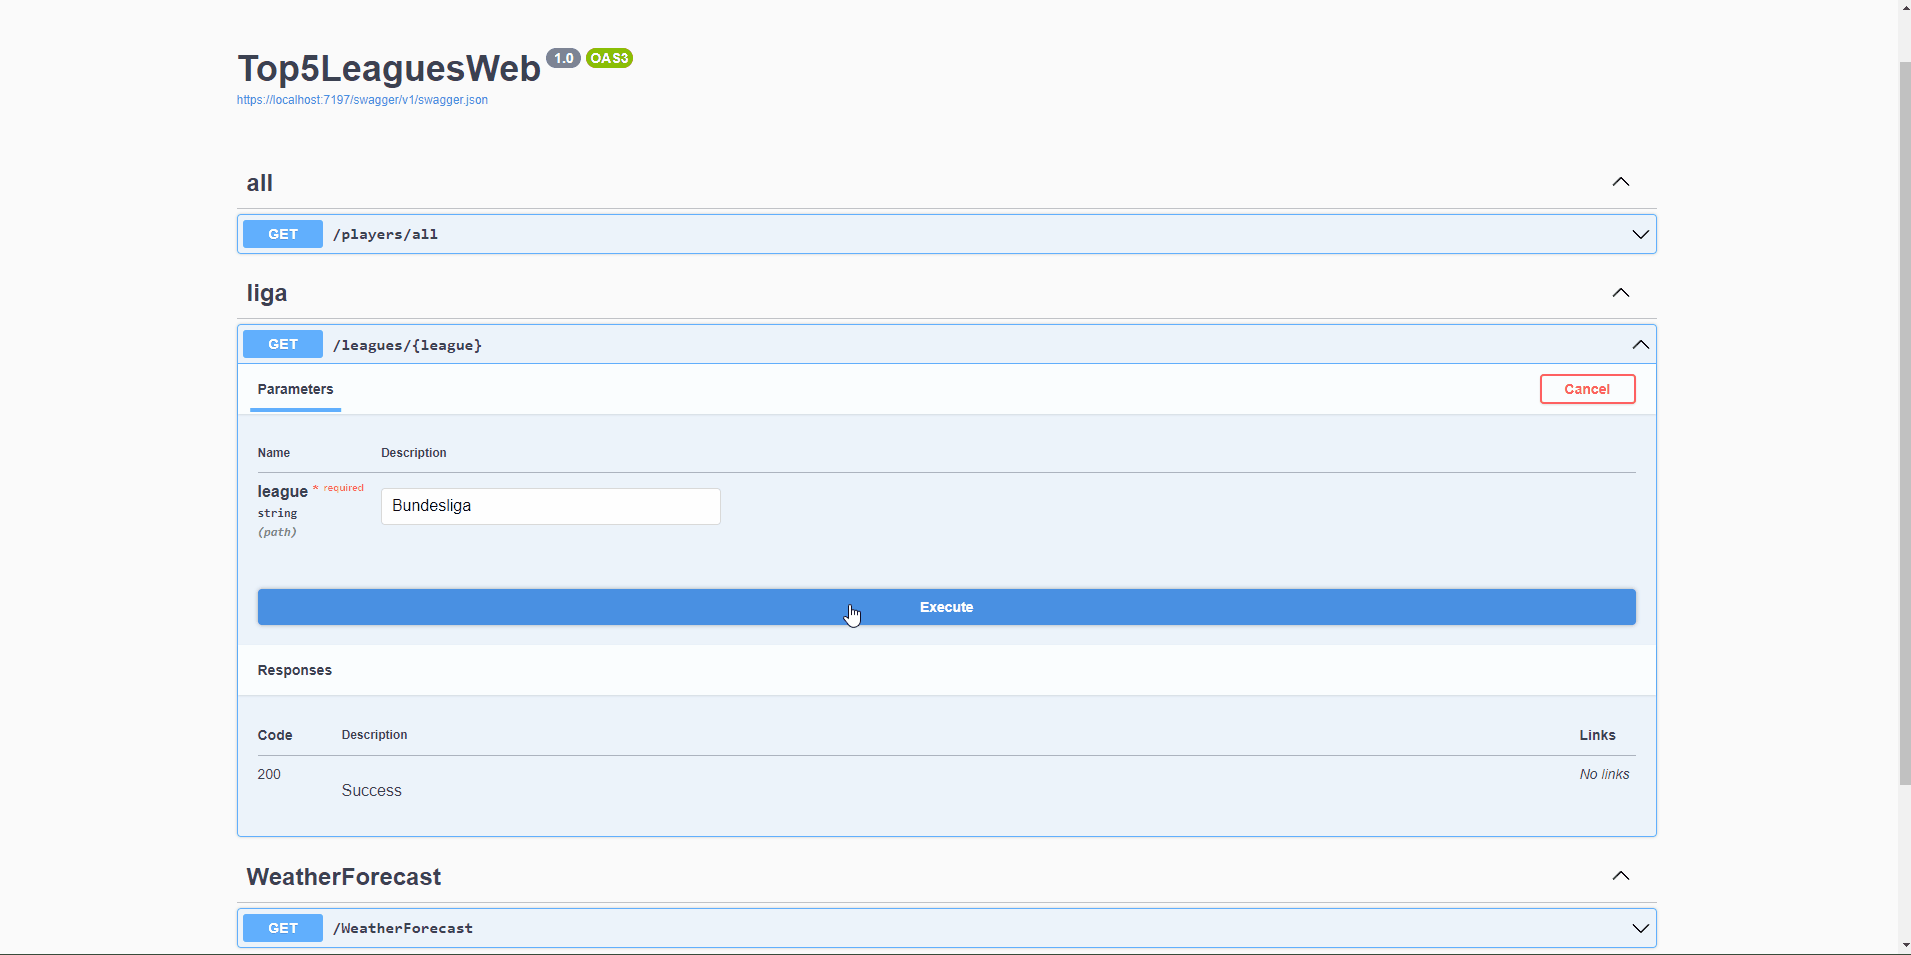 Top5LeaguesWeb 1.0 OAS3
https://localhost:7197/swagger/v1/swagger.json
all
GET /players/all
liga
GET /leagues/{league}
Parameters Cancel
Name Description
league * required
string
(path)
Bundesliga
Execute
Responses
Code Description Links
200 No links
Success
WeatherForecast
GET /WeatherForecast